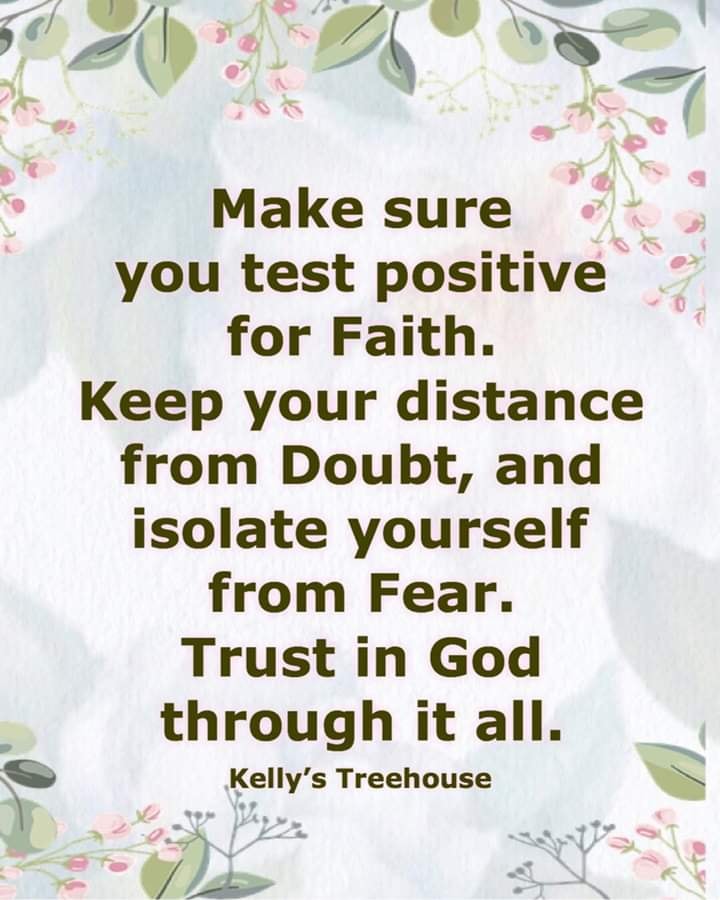 Make sure
you test positive
for Faith.
Keep your distance
from Doubt, and
isolate yourself
from Fear.
Trust in God
through it all.
Kelly’s Treehouse